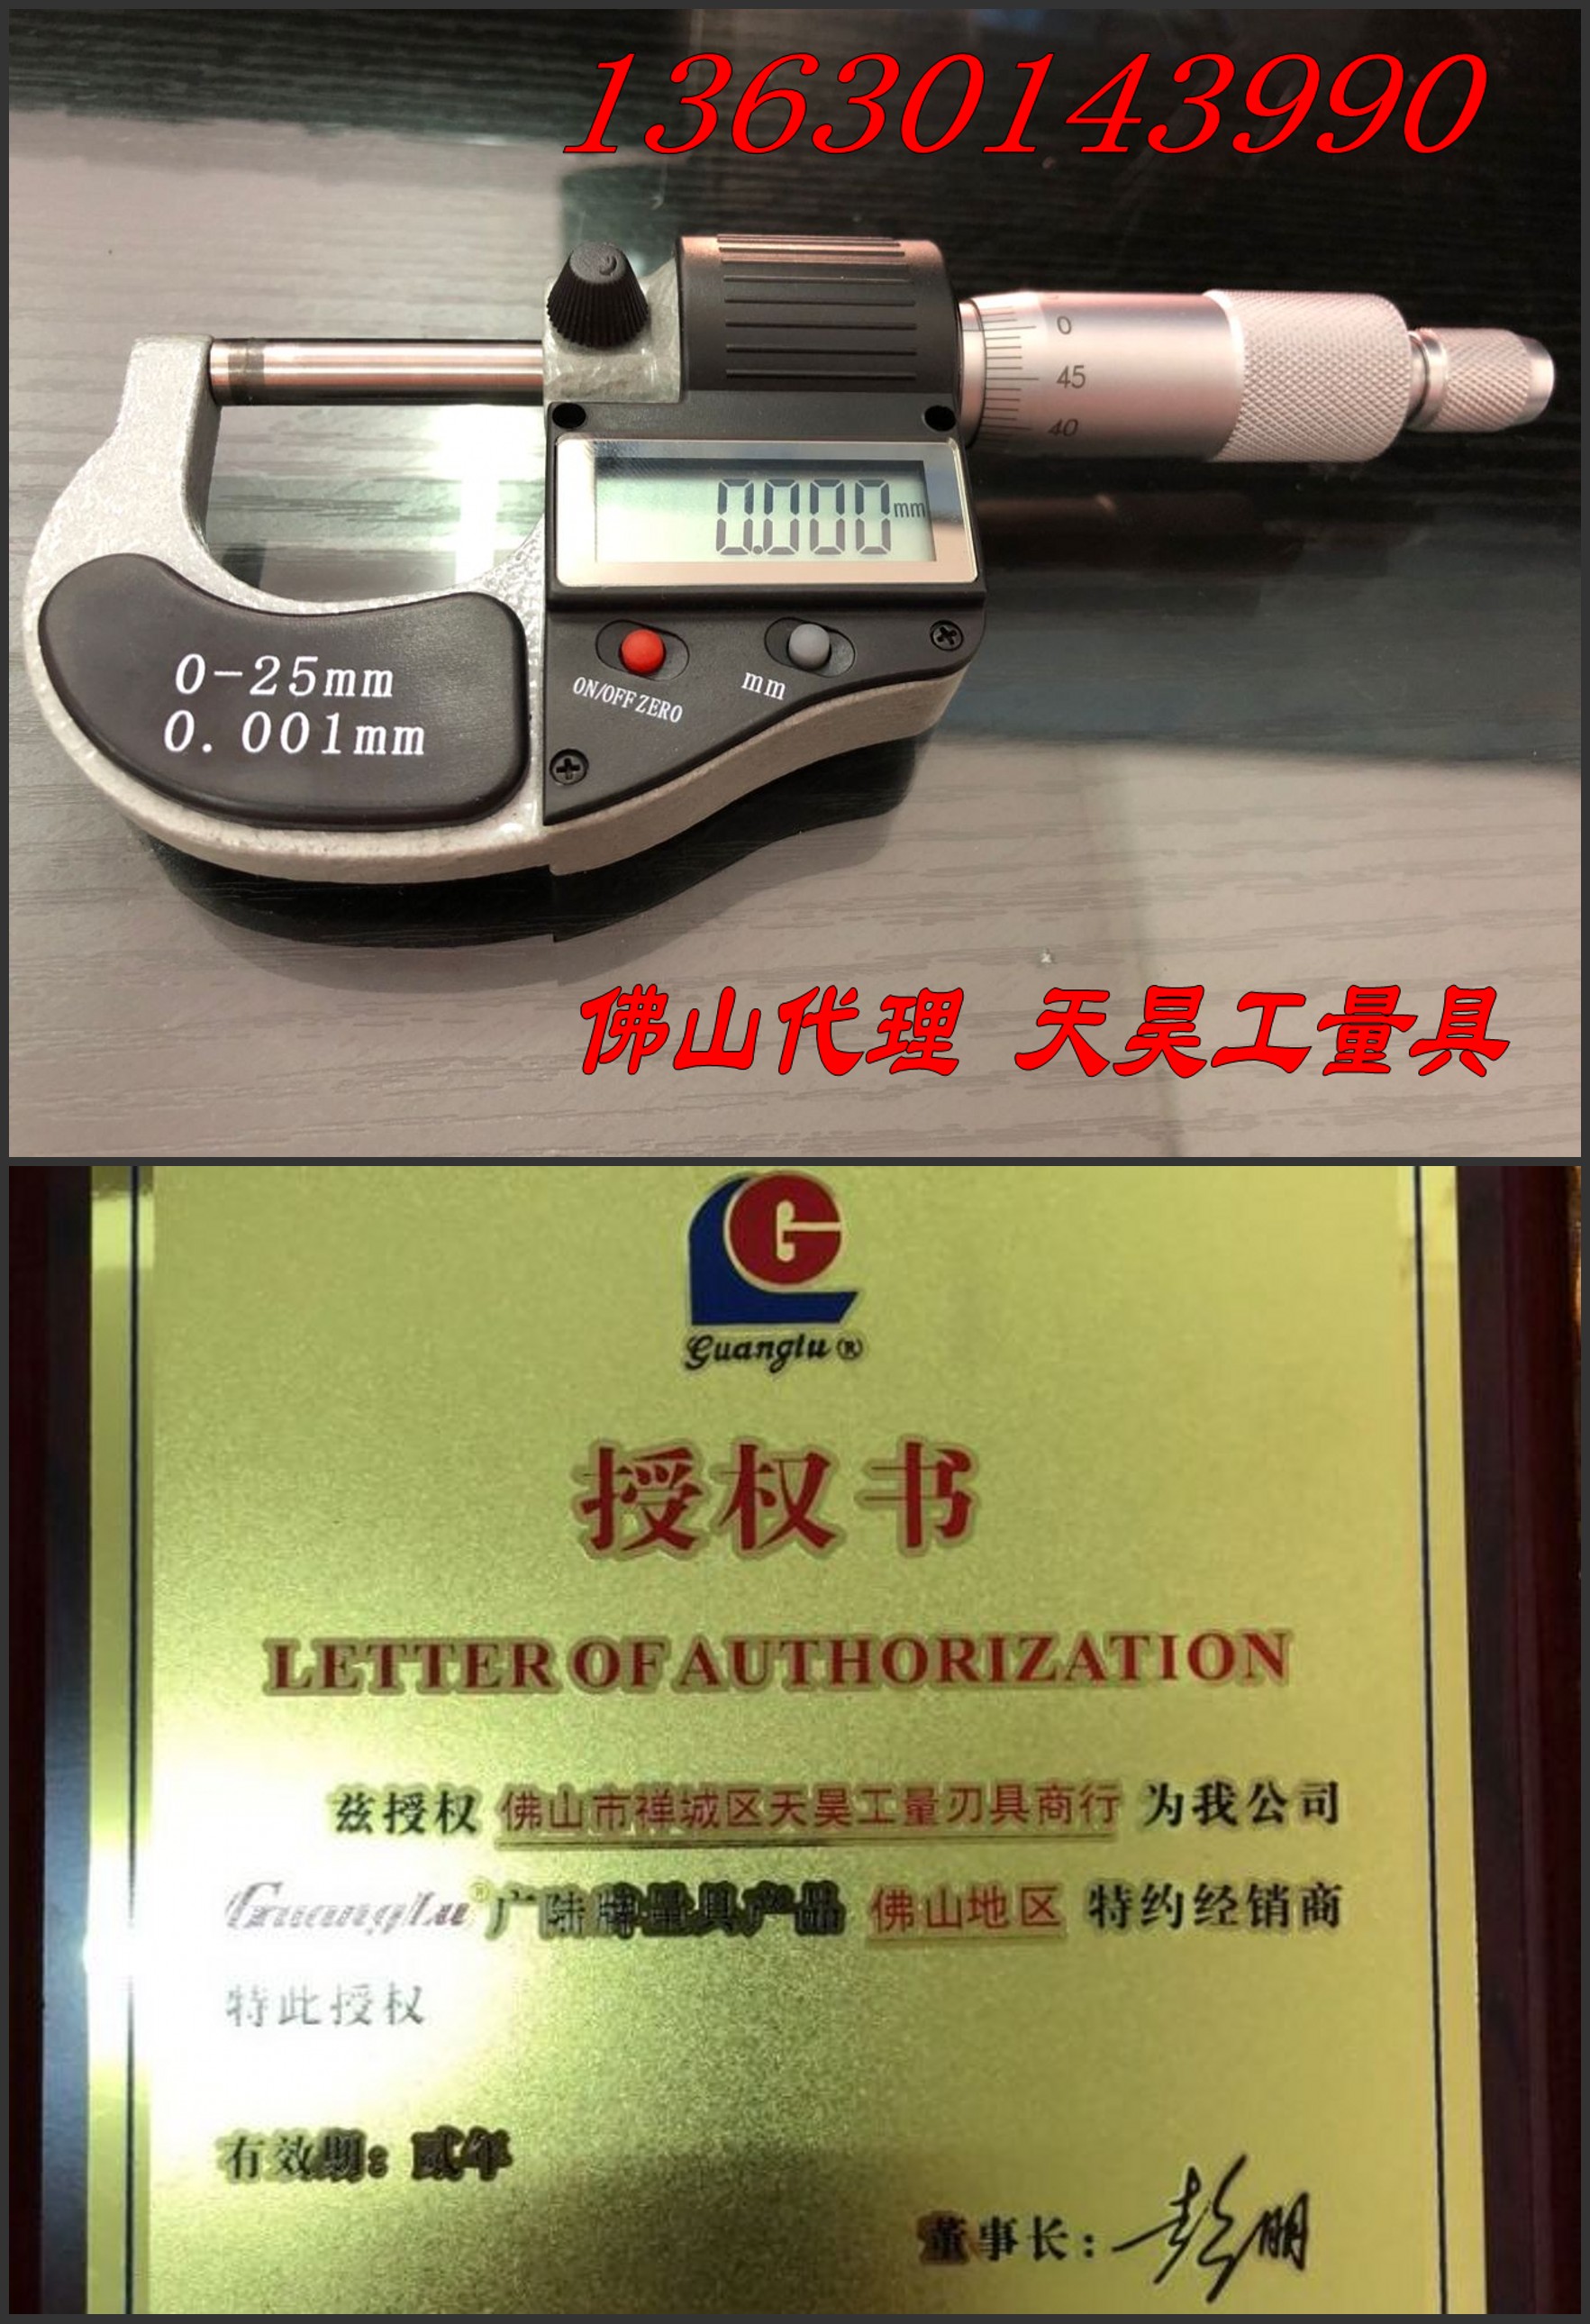 13630143990
0
45
40
0.000mm
ON/OFF ZERO
mm
0-25mm
0.001mm
佛山代理 天昊工量具
G
Guanglu®
授权书
LETTER OF AUTHORIZATION
兹授权 佛山市禅城区天昊工量刃具商行 为我公司
Guanglu®广陆牌量具产品 佛山地区 特约经销商
特此授权
有效期：贰年
董事长：彭朋